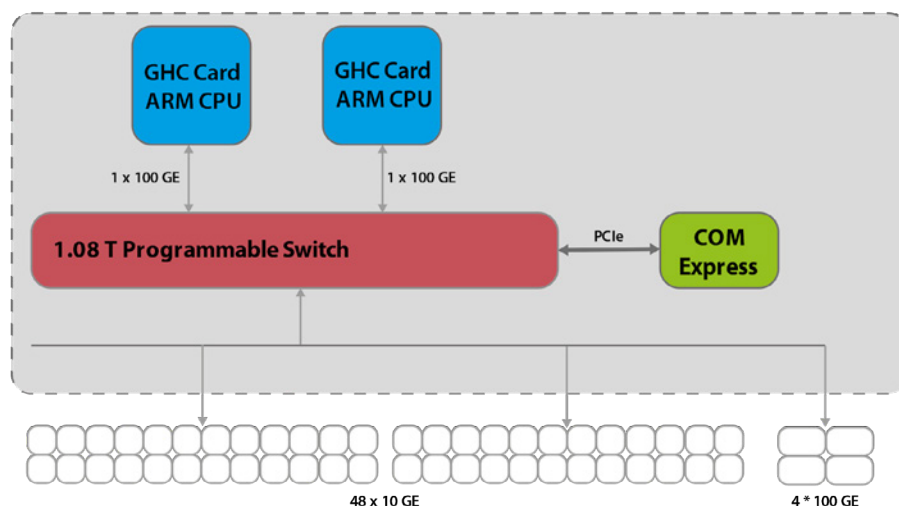 GHC Card
ARM CPU
GHC Card
ARM CPU
1 x 100 GE
1 x 100 GE
1.08 T Programmable Switch
PCIe
COM
Express
48 x 10 GE
4 * 100 GE